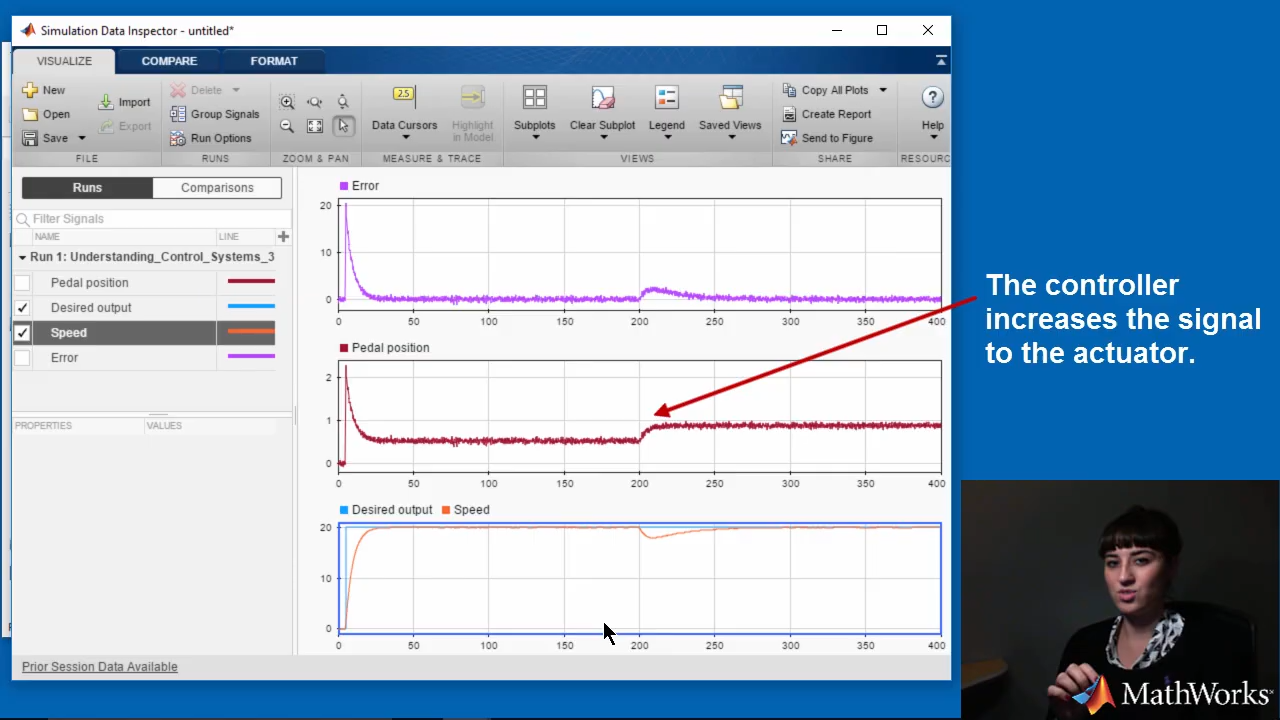 Simulation Data Inspector - untitled*
VISUALIZE COMPARE FORMAT
New Open Save Import Export
FILE
Delete Group Signals Run Options
RUNS
ZOOM & PAN
2.5
Data Cursors Highlight in Model
MEASURE & TRACE
Subplots Clear Subplot Legend Saved Views
VIEWS
Copy All Plots Create Report Send to Figure
SHARE
? Help
RESOURC
Runs Comparisons
Filter Signals
NAME LINE
Run 1: Understanding_Control_Systems_3
Pedal position
Desired output
Speed
Error
PROPERTIES VALUES
Prior Session Data Available
Error
20
10
0
0 50 100 150 200 250 300 350 400
Pedal position
2
1
0
0 50 100 150 200 250 300 350 400
Desired output Speed
20
10
0
0 50 100 150 200 250 300 350 400
The controller
increases the signal
to the actuator.
MathWorks